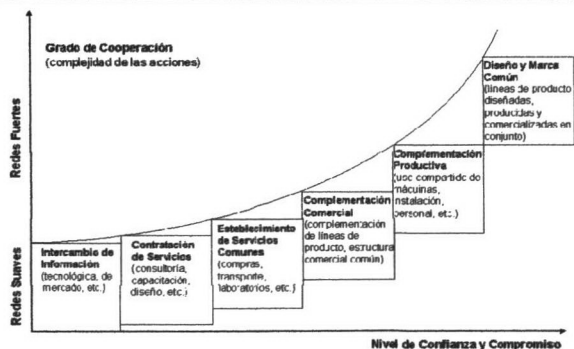 Grado de Cooperación
(complejidad de las acciones)
Redes Fuertes
Redes Suaves
Intercambio de
Información
(tecnológica, de
mercado, etc.)
Contratación
de Servicios
(consultoría,
capacitación,
diseño, etc.)
Establecimiento
de Servicios
Comunes
(compras,
transporte,
laboratorios, etc.)
Complementación
Comercial
(complementación
de líneas de
producto, estructura
comercial común)
Complementación
Productiva
(uso compartido de
máquinas,
instalación,
personal, etc.)
Diseño y Marca
Común
(líneas de producto
diseñadas,
producidas y
comercializadas en
conjunto)
Nivel de Confianza y Compromiso